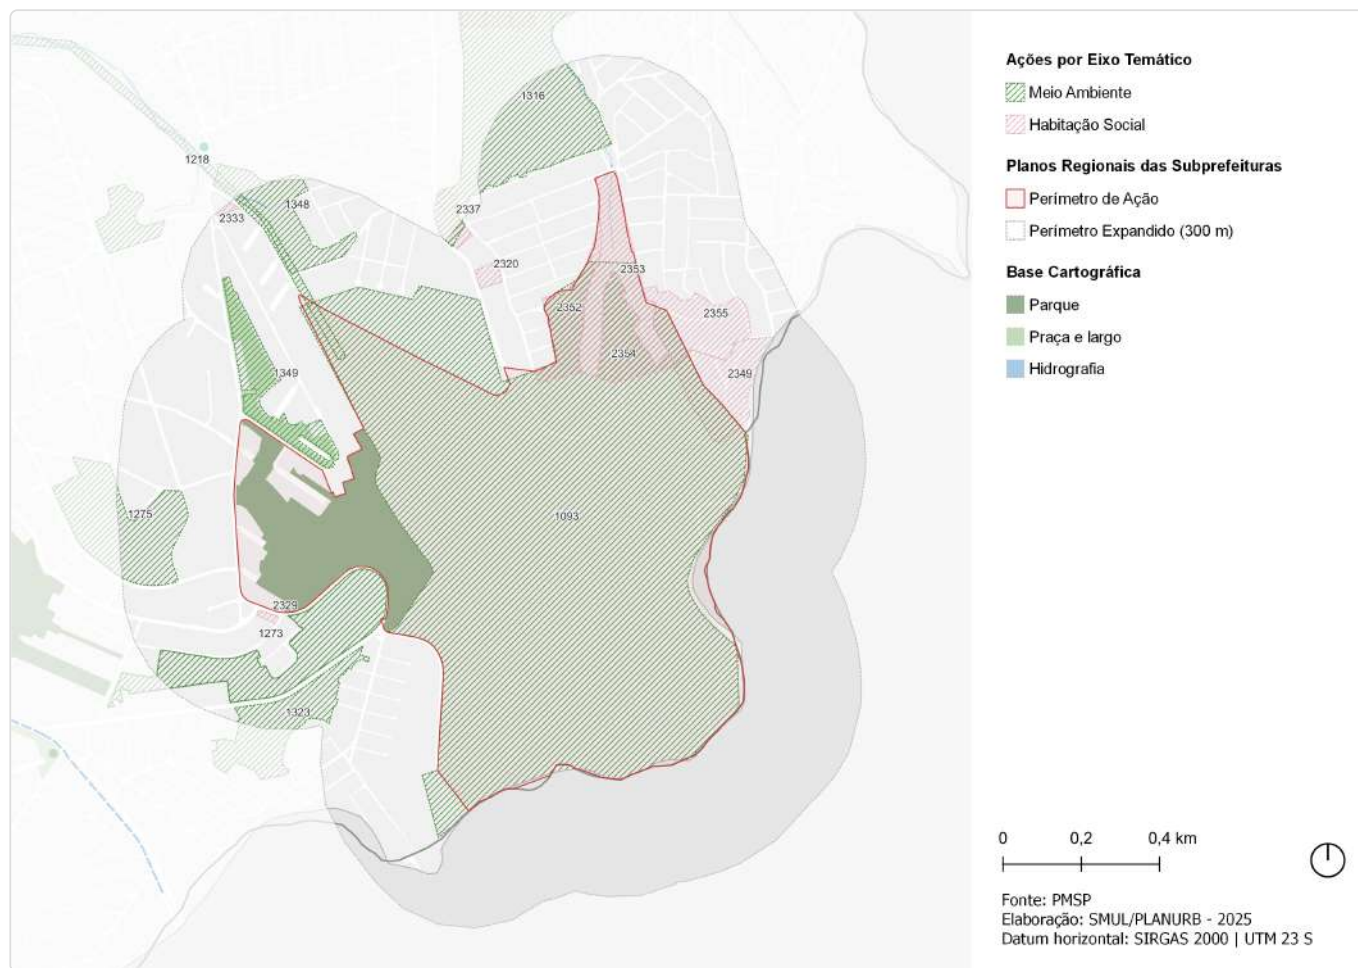 Ações por Eixo Temático
Meio Ambiente
Habitação Social
Planos Regionais das Subprefeituras
Perímetro de Ação
Perímetro Expandido (300 m)
Base Cartográfica
Parque
Praça e largo
Hidrografia
1316
1218
1348
2333
2337
2320
2353
2352
2355
2354
2349
1349
1275
1093
2329
1273
1323
0 0,2 0,4 km
Fonte: PMSP
Elaboração: SMUL/PLANURB - 2025
Datum horizontal: SIRGAS 2000 | UTM 23 S